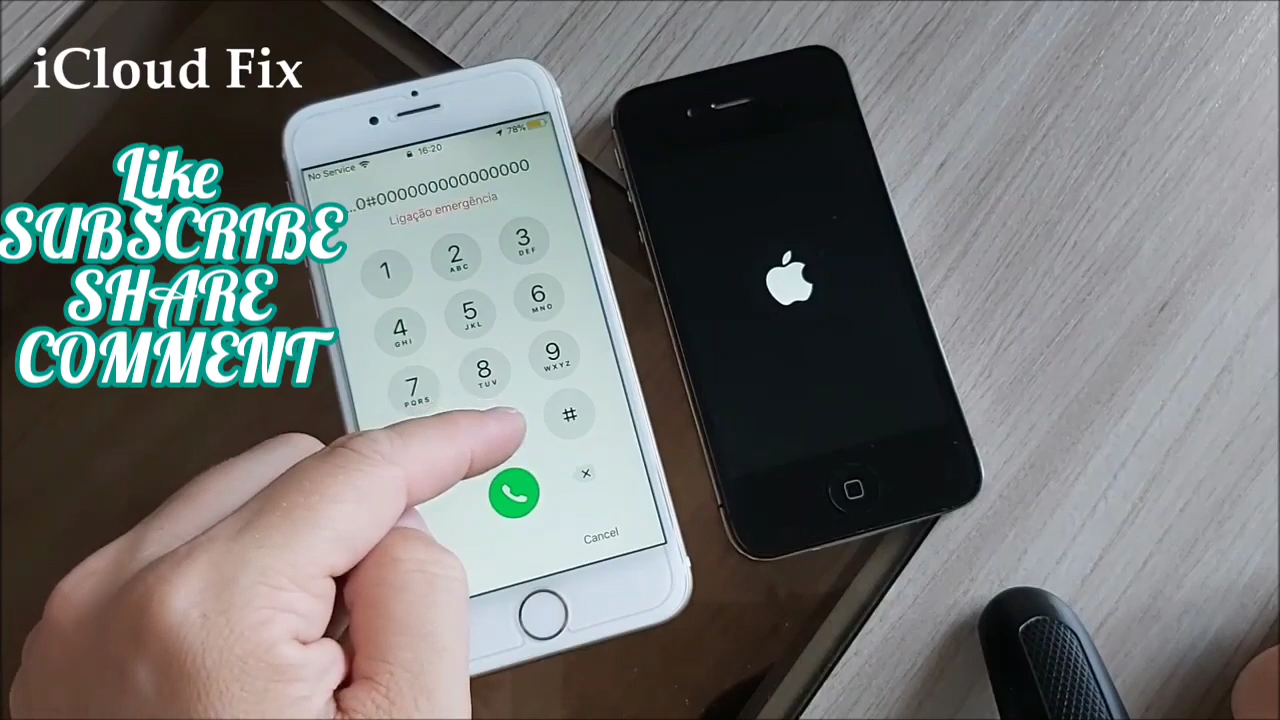 iCloud Fix
Like
SUBSCRIBE
SHARE
COMMENT
No Service
16:20
78%
...0#000000000000000
Ligação emergência
1
2
ABC
3
DEF
4
GHI
5
JKL
6
MNO
7
PQRS
8
TUV
9
WXYZ
#
Cancel